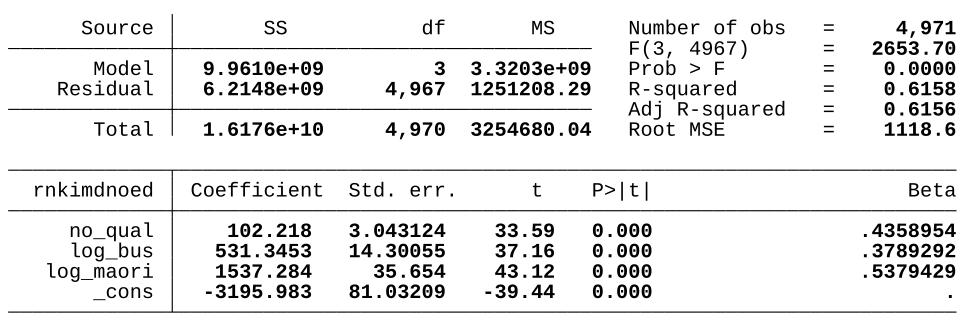 Source SS df MS Number of obs = 4,971
F(3, 4967) = 2653.70
Model 9.9610e+09 3 3.3203e+09 Prob > F = 0.0000
Residual 6.2148e+09 4,967 1251208.29 R-squared = 0.6158
Adj R-squared = 0.6156
Total 1.6176e+10 4,970 3254680.04 Root MSE = 1118.6
rnkimdnoed Coefficient Std. err. t P>|t| Beta
no_qual 102.218 3.043124 33.59 0.000 .4358954
log_bus 531.3453 14.30055 37.16 0.000 .3789292
log_maori 1537.284 35.654 43.12 0.000 .5379429
_cons -3195.983 81.03209 -39.44 0.000 .